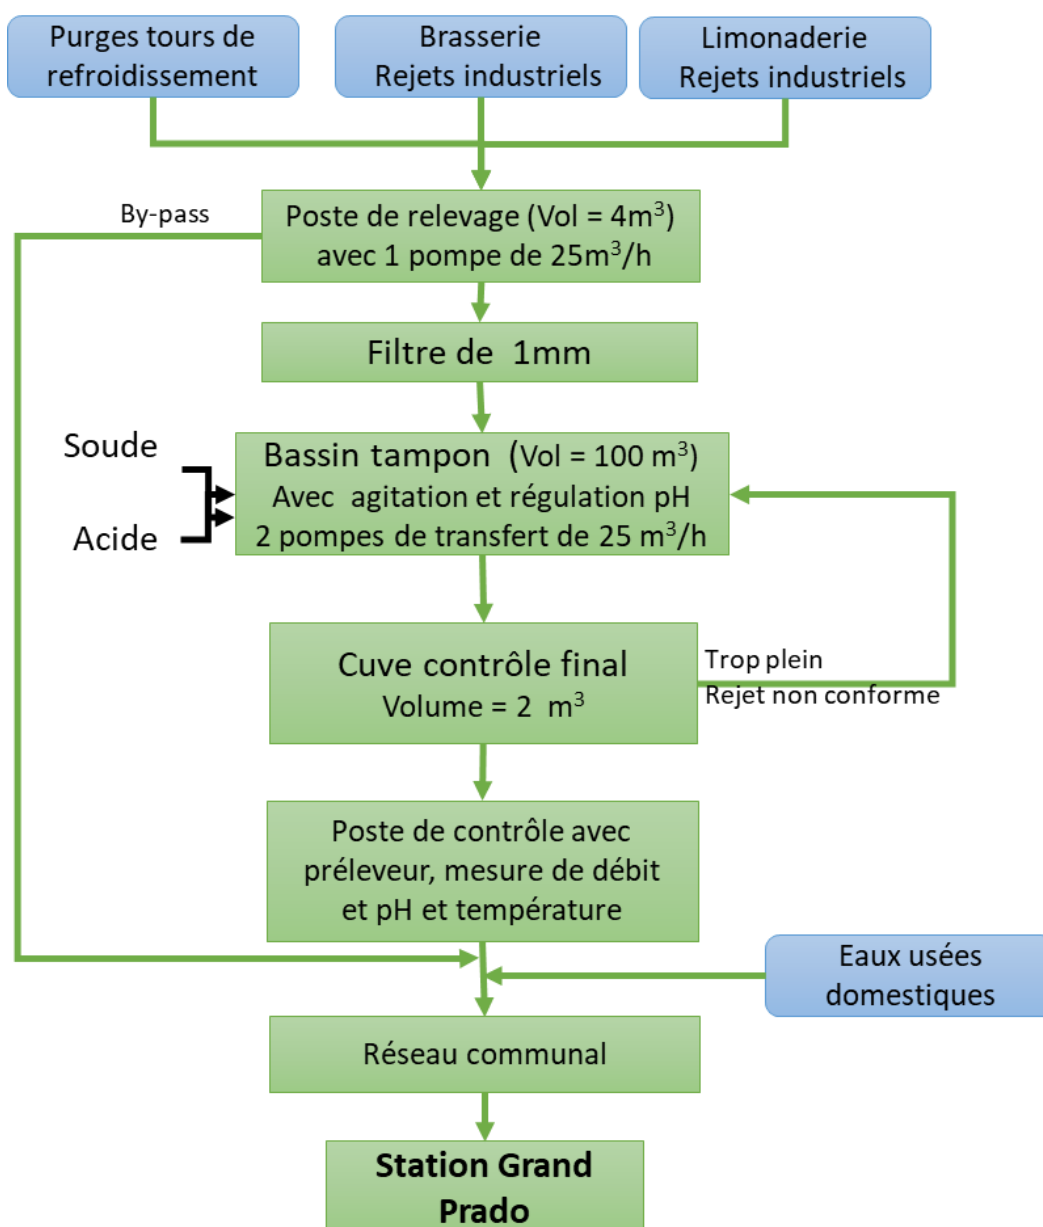 Purges tours de
refroidissement
Brasserie
Rejets industriels
Limonaderie
Rejets industriels
By-pass
Poste de relevage (Vol = 4m³)
avec 1 pompe de 25m³/h
Filtre de 1mm
Soude
Acide
Bassin tampon (Vol = 100 m³)
Avec agitation et régulation pH
2 pompes de transfert de 25 m³/h
Cuve contrôle final
Volume = 2 m³
Trop plein
Rejet non conforme
Poste de contrôle avec
préleveur, mesure de débit
et pH et température
Eaux usées
domestiques
Réseau communal
Station Grand
Prado